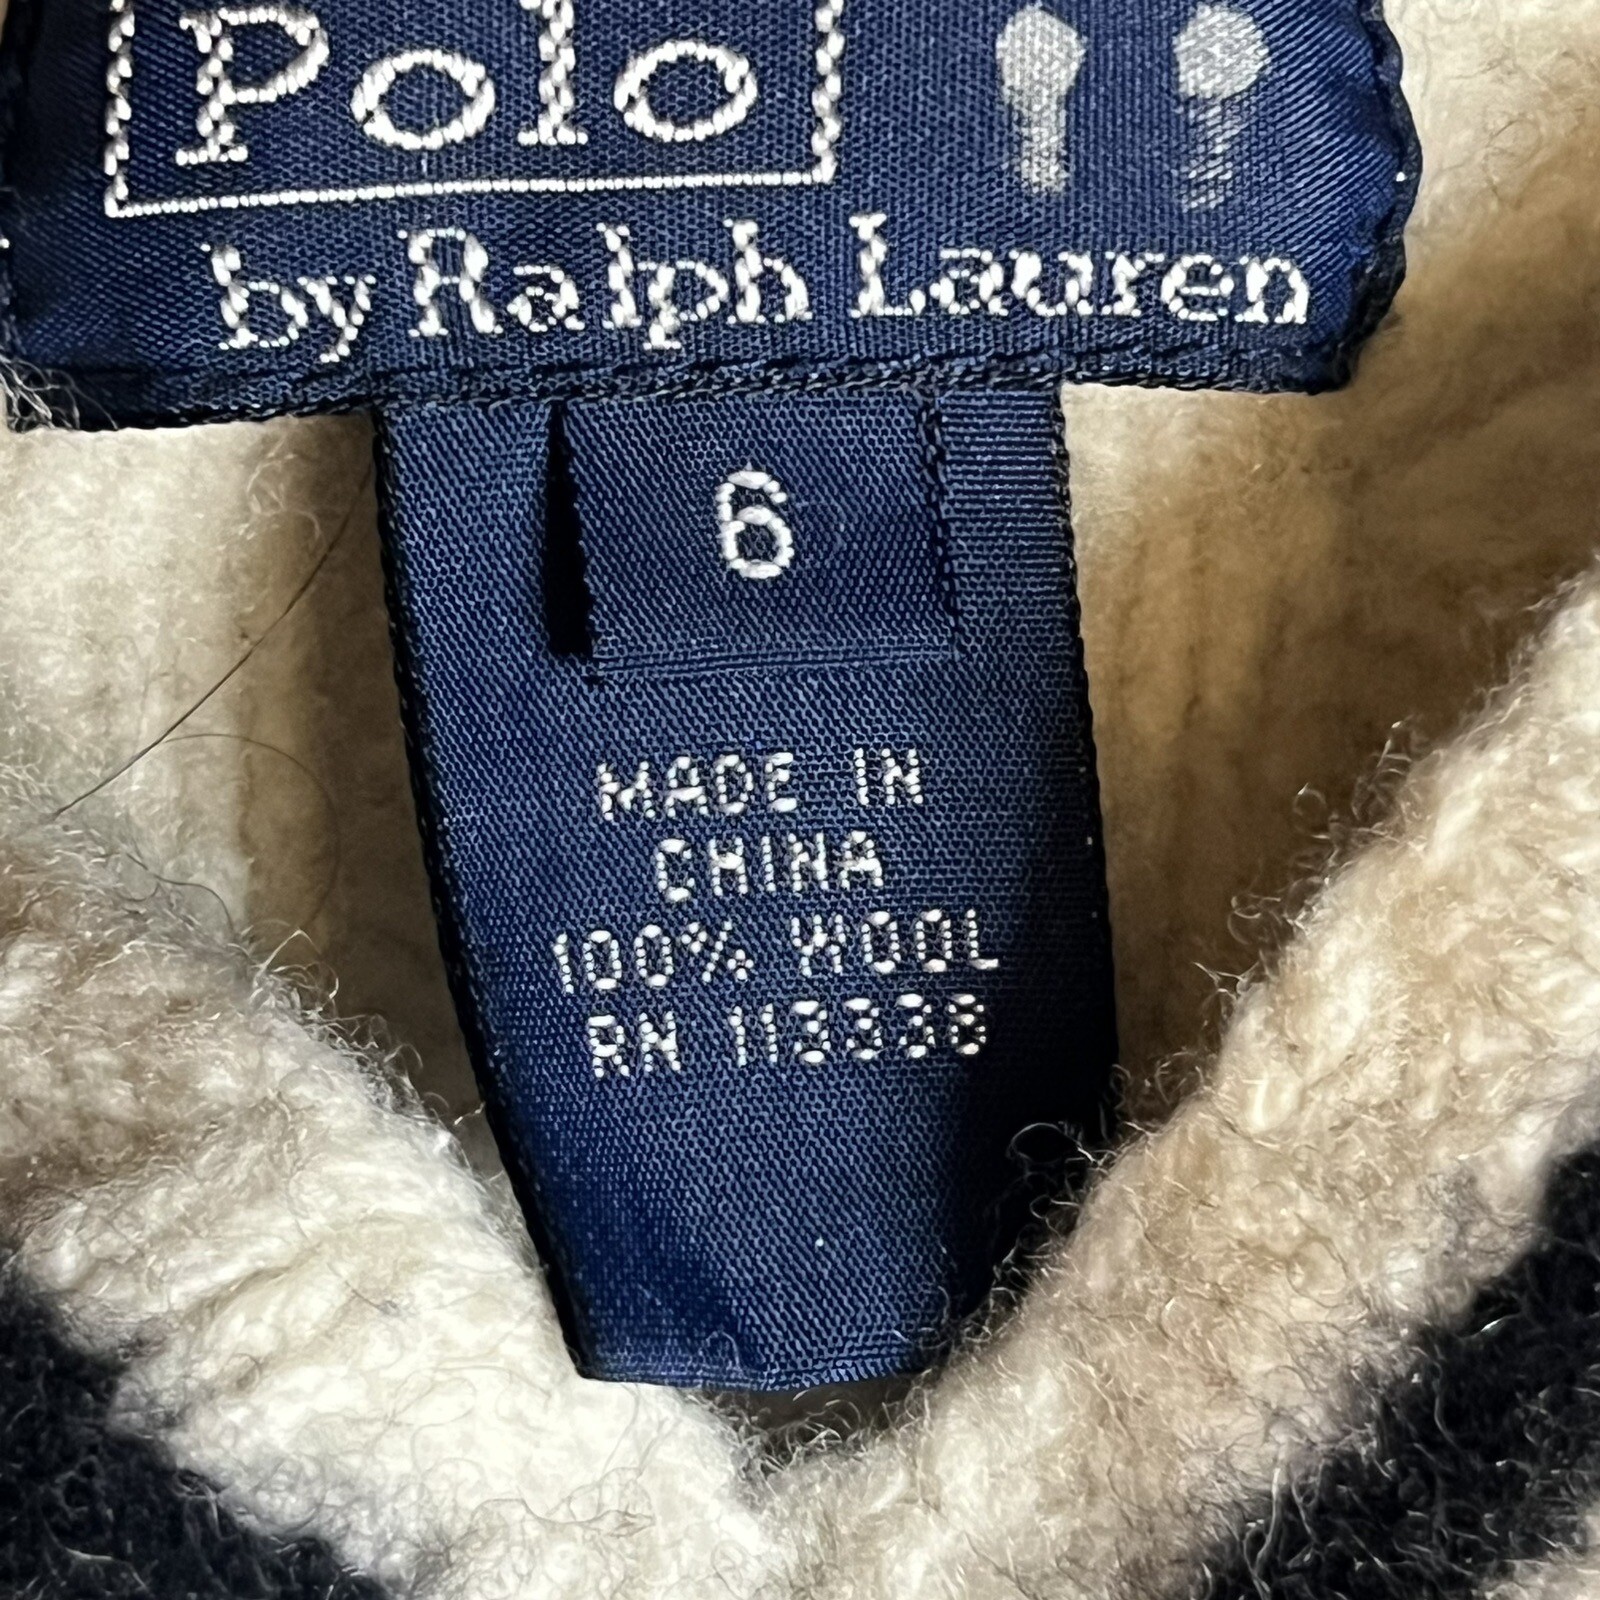 Polo
by Ralph Lauren
6
MADE IN
CHINA
100% WOOL
RN 113338